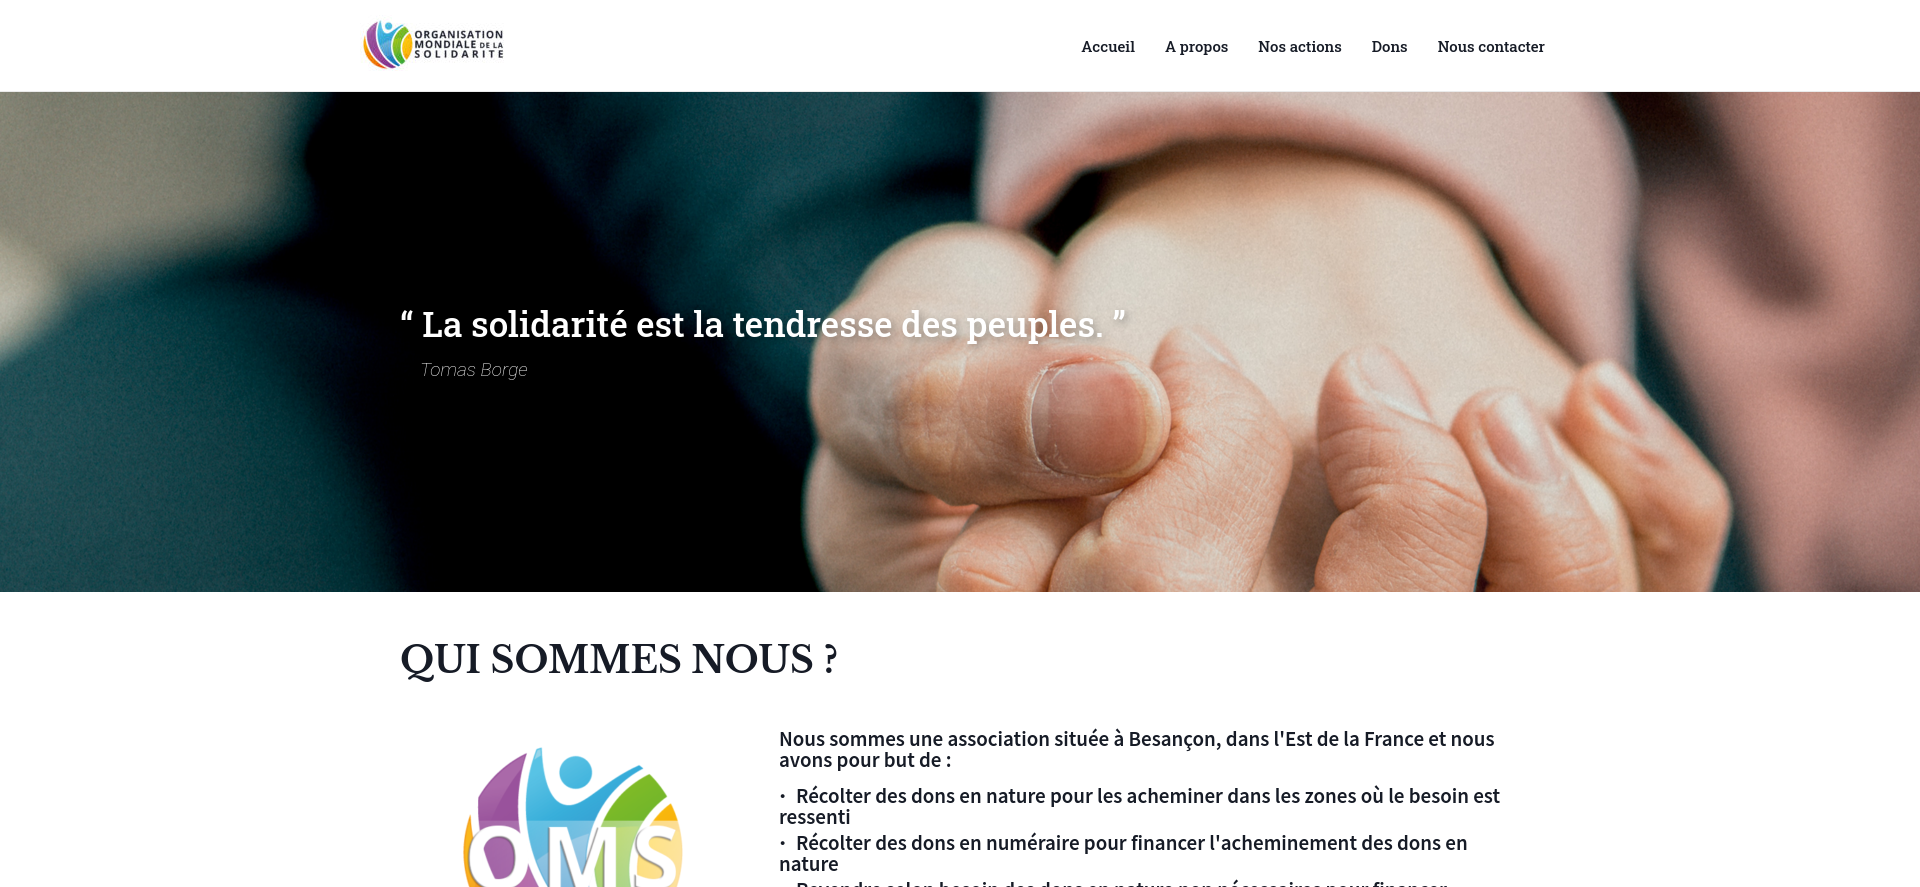 ORGANISATION
MONDIALE DE LA
SOLIDARITE
Accueil A propos Nos actions Dons Nous contacter
“ La solidarité est la tendresse des peuples. ”
Tomas Borge
QUI SOMMES NOUS ?
Nous sommes une association située à Besançon, dans l'Est de la France et nous
avons pour but de :
· Récolter des dons en nature pour les acheminer dans les zones où le besoin est
ressenti
· Récolter des dons en numéraire pour financer l'acheminement des dons en
nature
OMS